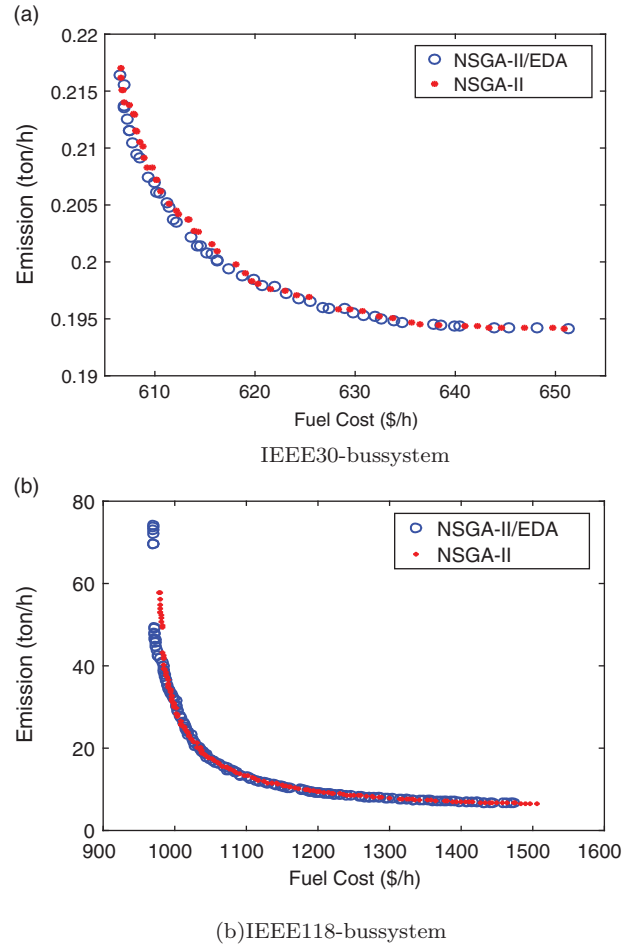 (a)
0.22
0.215
0.21
0.205
0.2
0.195
0.19
Emission (ton/h)
NSGA-II/EDA
NSGA-II
610 620 630 640 650
Fuel Cost ($/h)
IEEE30-bussystem
(b)
80
60
40
20
0
Emission (ton/h)
NSGA-II/EDA
NSGA-II
900 1000 1100 1200 1300 1400 1500 1600
Fuel Cost ($/h)
(b)IEEE118-bussystem